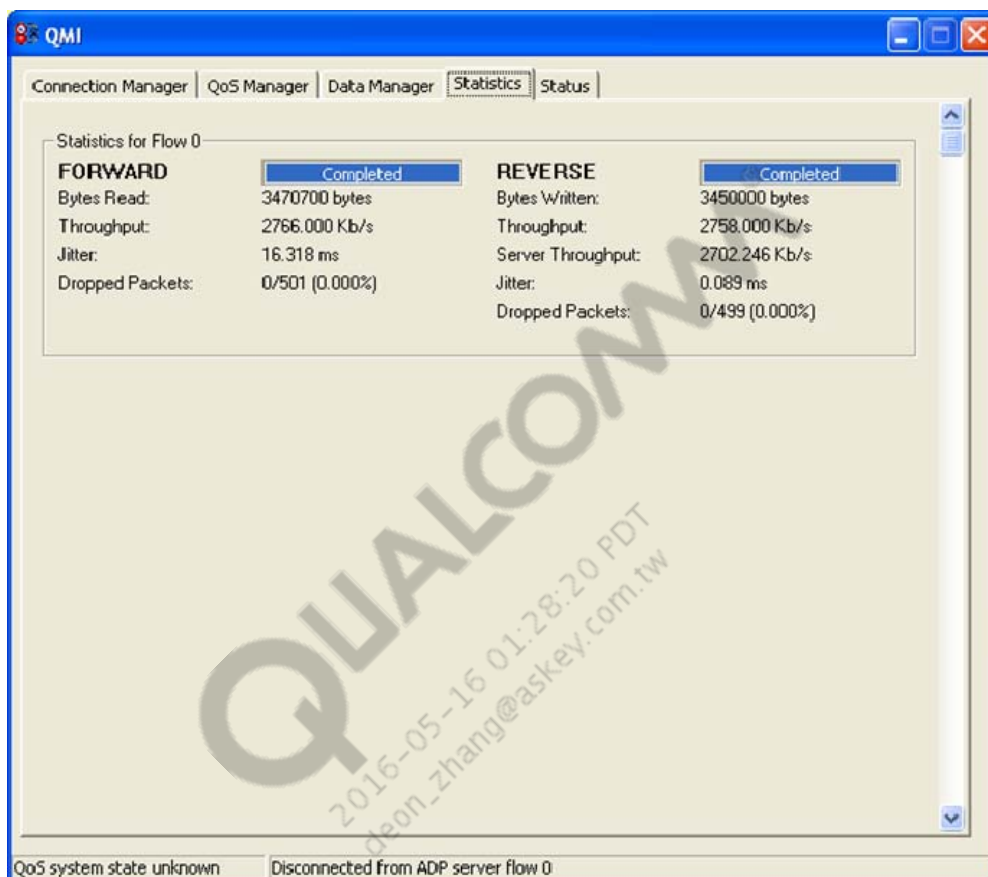 QMI
Connection Manager QoS Manager Data Manager Statistics Status
Statistics for Flow 0
FORWARD Completed REVERSE Completed
Bytes Read: 3470700 bytes Bytes Written: 3450000 bytes
Throughput: 2766.000 Kb/s Throughput: 2758.000 Kb/s
Jitter: 16.318 ms Server Throughput: 2702.246 Kb/s
Dropped Packets: 0/501 (0.000%) Jitter: 0.089 ms
Dropped Packets: 0/499 (0.000%)
QUALCOMM
2016-05-16 01:28:20 PDT
deon_zhang@askey.com.tw
QoS system state unknown Disconnected from ADP server flow 0